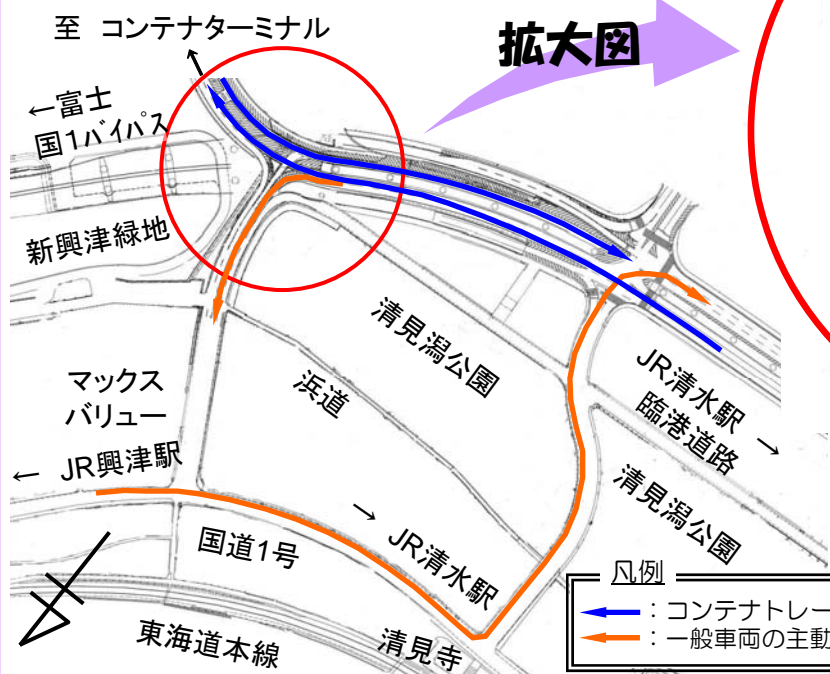 至 コンテナターミナル
拡大図
←富士
国1バイパス
新興津緑地
清見潟公園
マックス
バリュー
浜道
JR清水駅 →
臨港道路
← JR興津駅
清見潟公園
国道1号
→ JR清水駅
東海道本線
清見寺
凡例
：コンテナトレー
：一般車両の主動